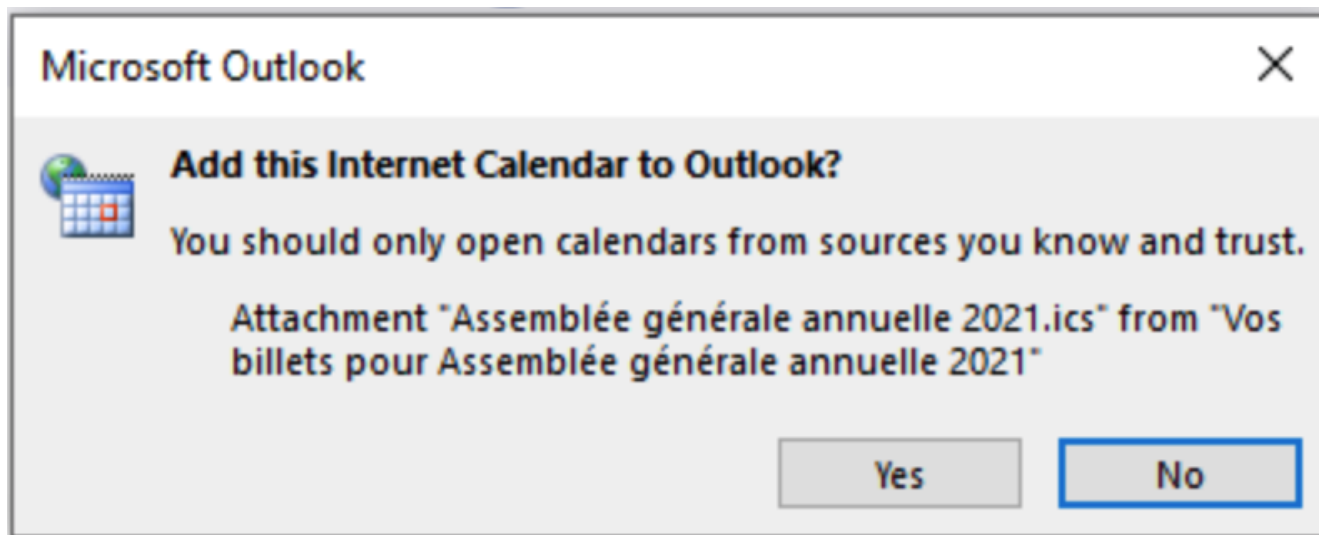 Microsoft Outlook
Add this Internet Calendar to Outlook?
You should only open calendars from sources you know and trust.
Attachment "Assemblée générale annuelle 2021.ics" from "Vos
billets pour Assemblée générale annuelle 2021"
Yes
No